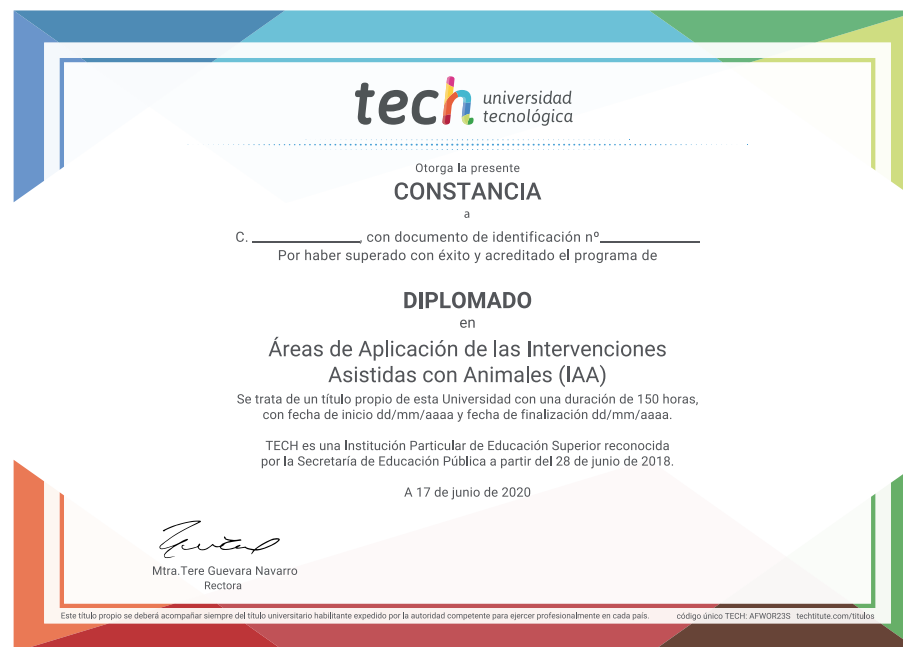 tech universidad
tecnológica
Otorga la presente
CONSTANCIA
a
C. ____________, con documento de identificación nº____________
Por haber superado con éxito y acreditado el programa de
DIPLOMADO
en
Áreas de Aplicación de las Intervenciones
Asistidas con Animales (IAA)
Se trata de un título propio de esta Universidad con una duración de 150 horas,
con fecha de inicio dd/mm/aaaa y fecha de finalización dd/mm/aaaa.
TECH es una Institución Particular de Educación Superior reconocida
por la Secretaría de Educación Pública a partir del 28 de junio de 2018.
A 17 de junio de 2020
Mtra.Tere Guevara Navarro
Rectora
Este título propio se deberá acompañar siempre del título universitario habilitante expedido por la autoridad competente para ejercer profesionalmente en cada país. código único TECH: AFWOR23S techtitute.com/titulos